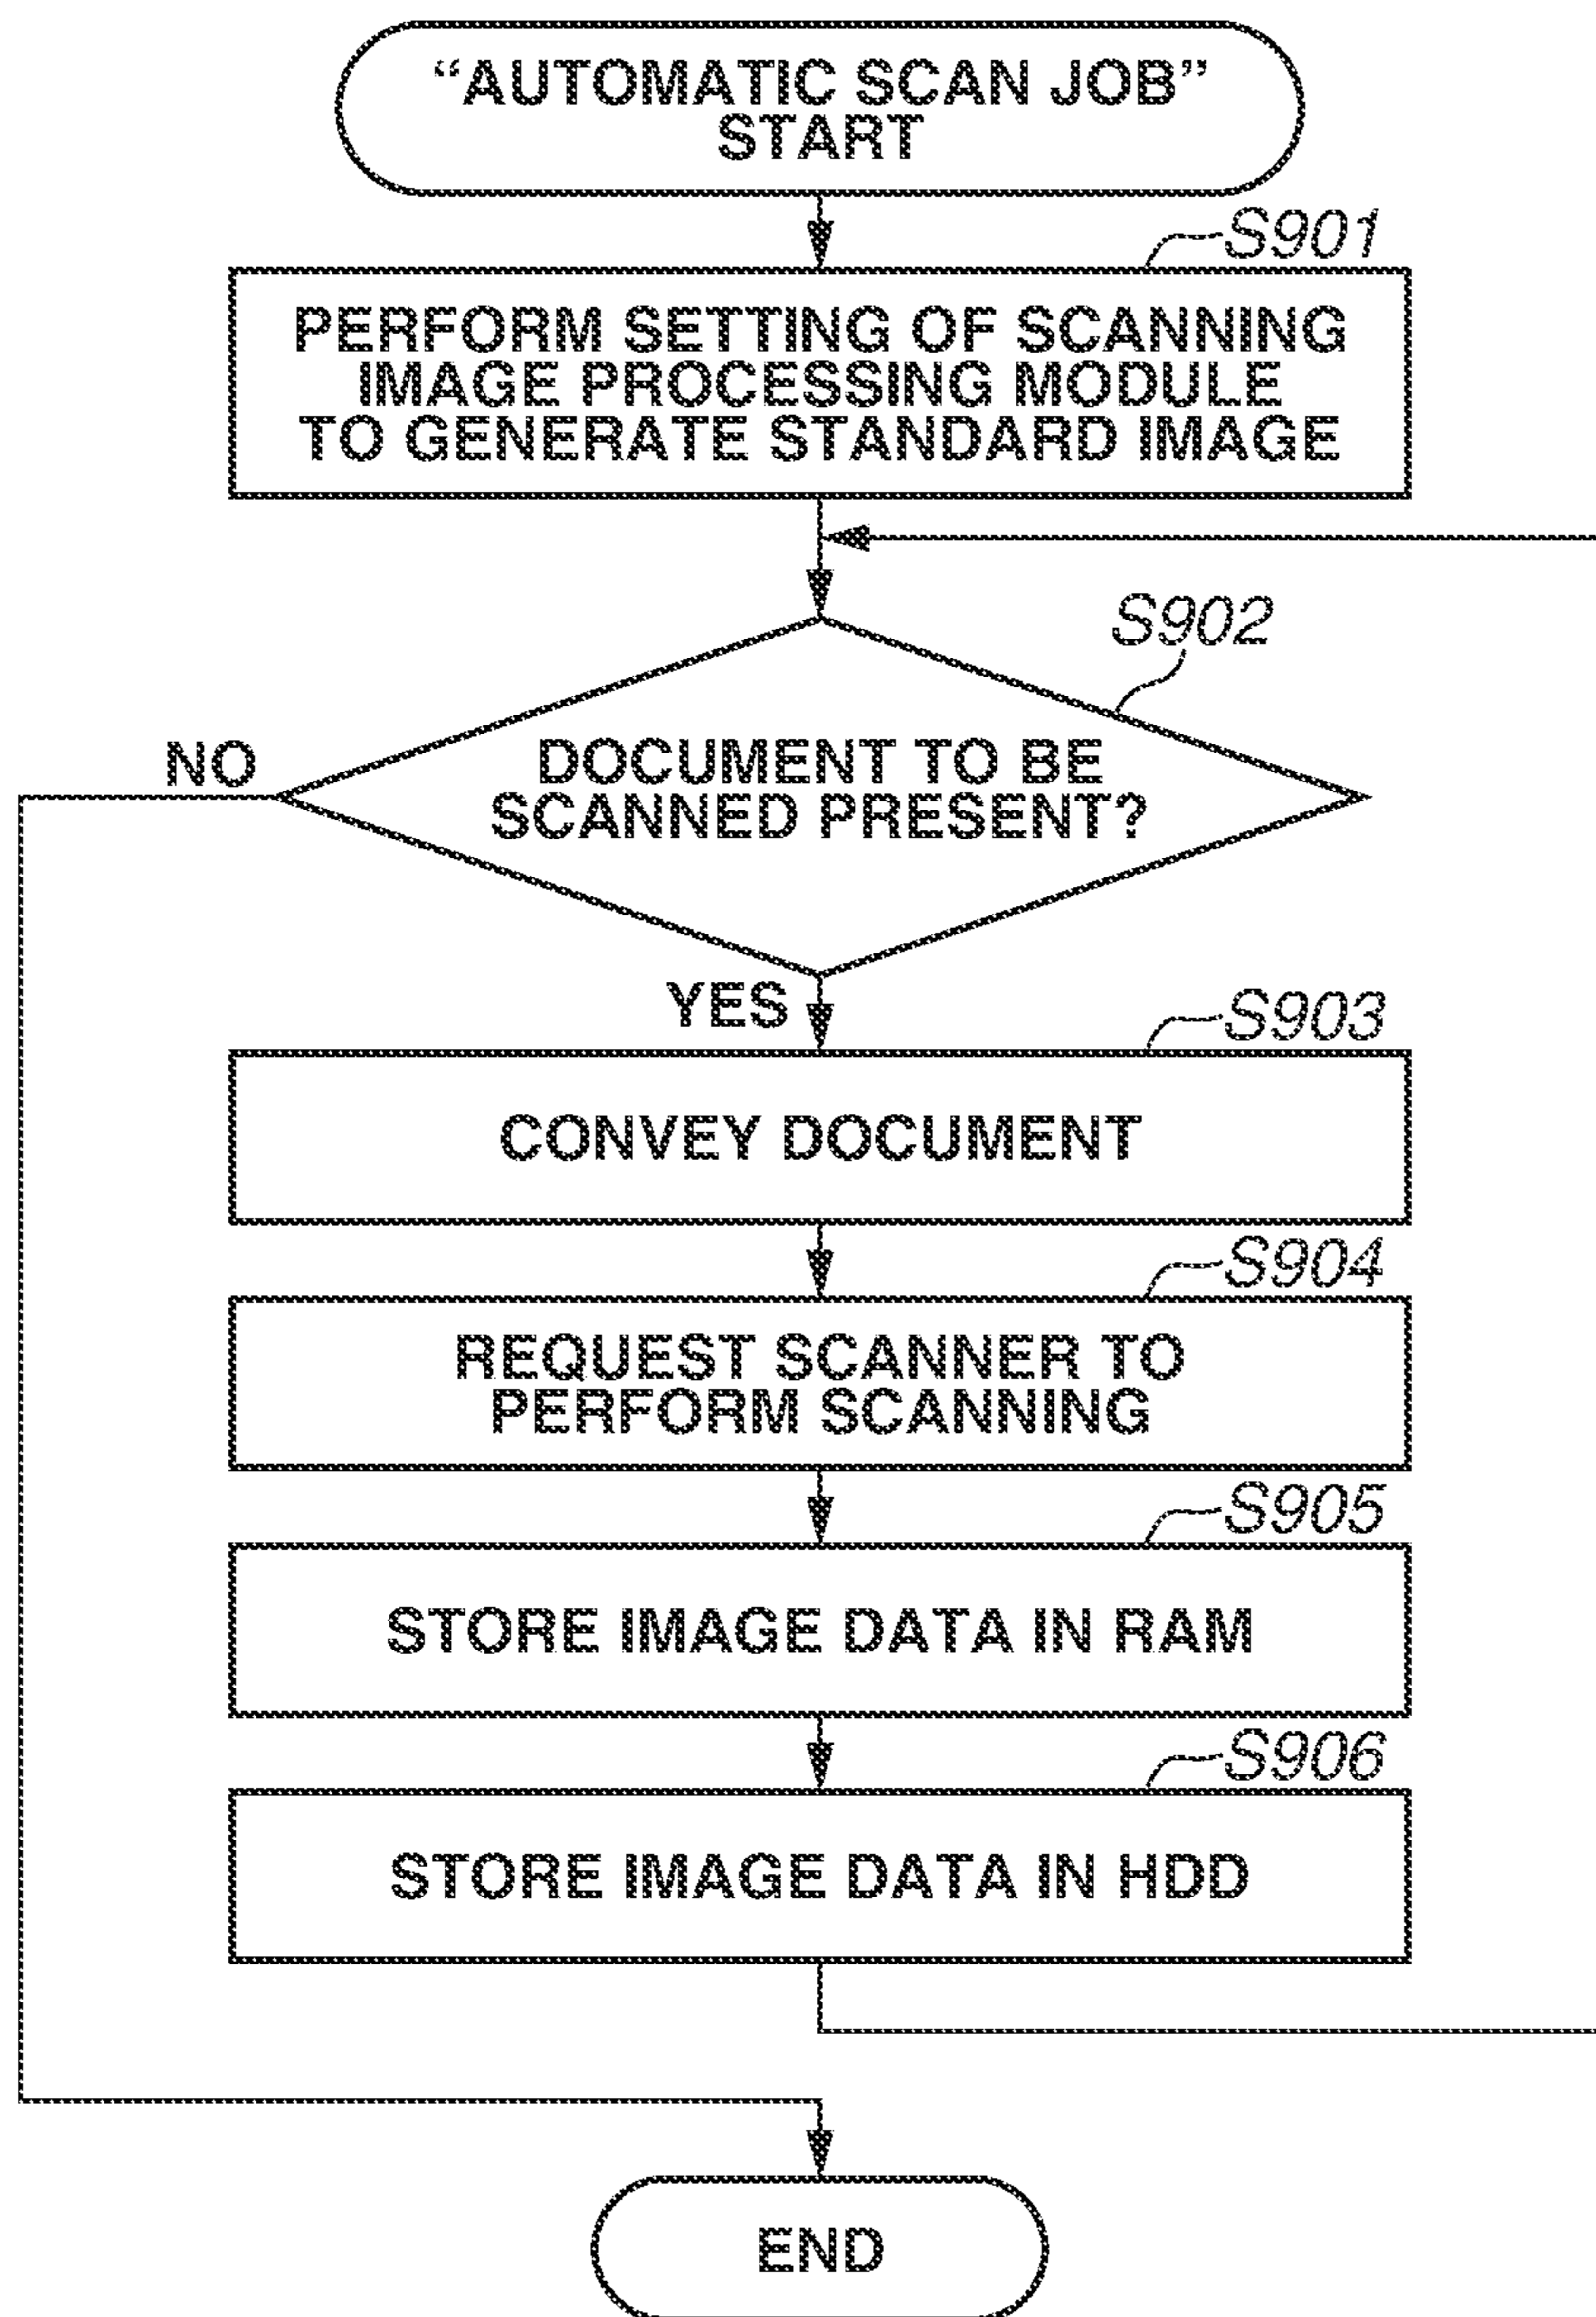 “AUTOMATIC SCAN JOB”
START
S901
PERFORM SETTING OF SCANNING
IMAGE PROCESSING MODULE
TO GENERATE STANDARD IMAGE
S902
NO
DOCUMENT TO BE
SCANNED PRESENT?
YES
S903
CONVEY DOCUMENT
S904
REQUEST SCANNER TO
PERFORM SCANNING
S905
STORE IMAGE DATA IN RAM
S906
STORE IMAGE DATA IN HDD
END